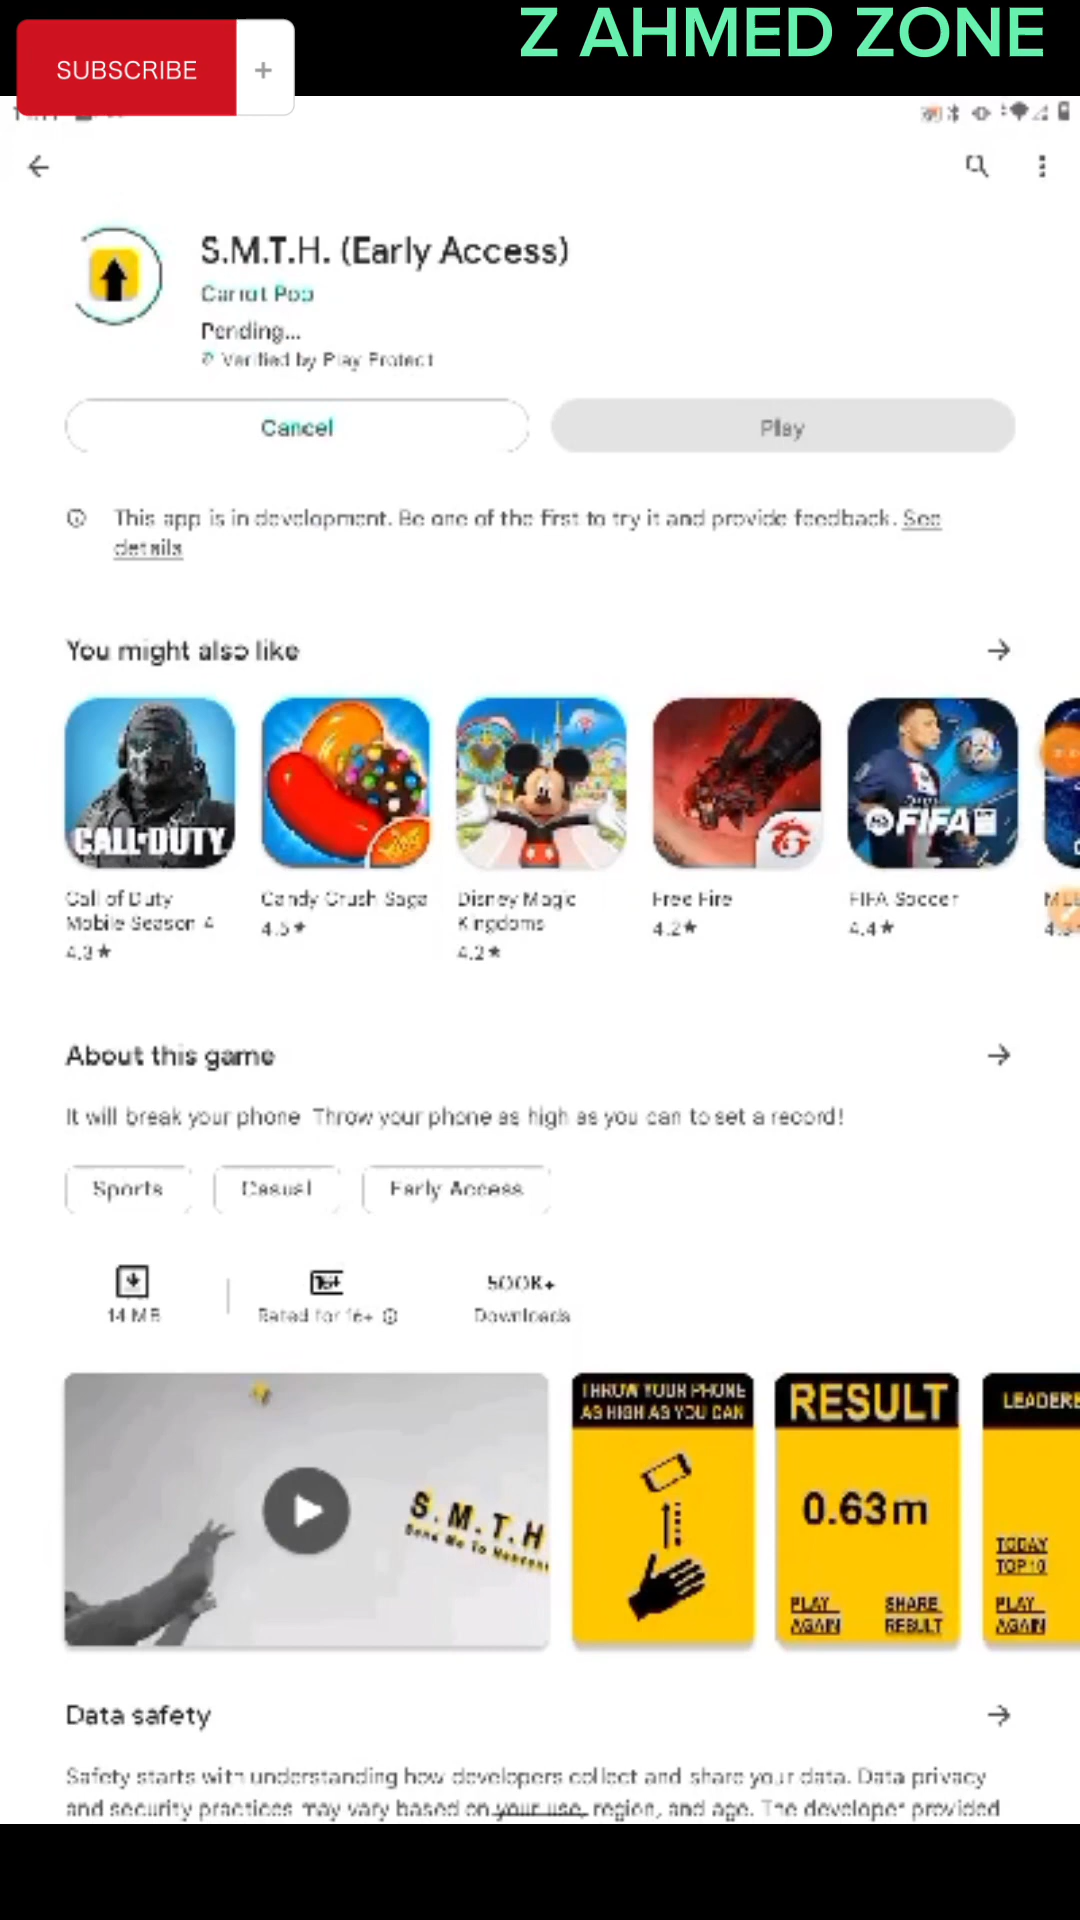 Z AHMED ZONE
SUBSCRIBE +
S.M.T.H. (Early Access)
Carrot Pop
Pending...
Verified by Play Protect
Cancel
Play
This app is in development. Be one of the first to try it and provide feedback. See
details
You might also like
CALL OF DUTY
FIFA
Call of Duty
Mobile Season 4
4.3★
Candy Crush Saga
4.5★
Disney Magic
Kingdoms
4.2★
Free Fire
4.2★
FIFA Soccer
4.4★
About this game
It will break your phone Throw your phone as high as you can to set a record!
Sports
Casual
Early Access
14 MB
16+
Rated for 16+
500K+
Downloads
S.M.T.H
Send Me To Heaven
THROW YOUR PHONE
AS HIGH AS YOU CAN
RESULT
0.63m
PLAY
AGAIN
SHARE
RESULT
LEADERB
TODAY
TOP 10
PLAY
AGAIN
Data safety
Safety starts with understanding how developers collect and share your data. Data privacy
and security practices may vary based on your use, region, and age. The developer provided